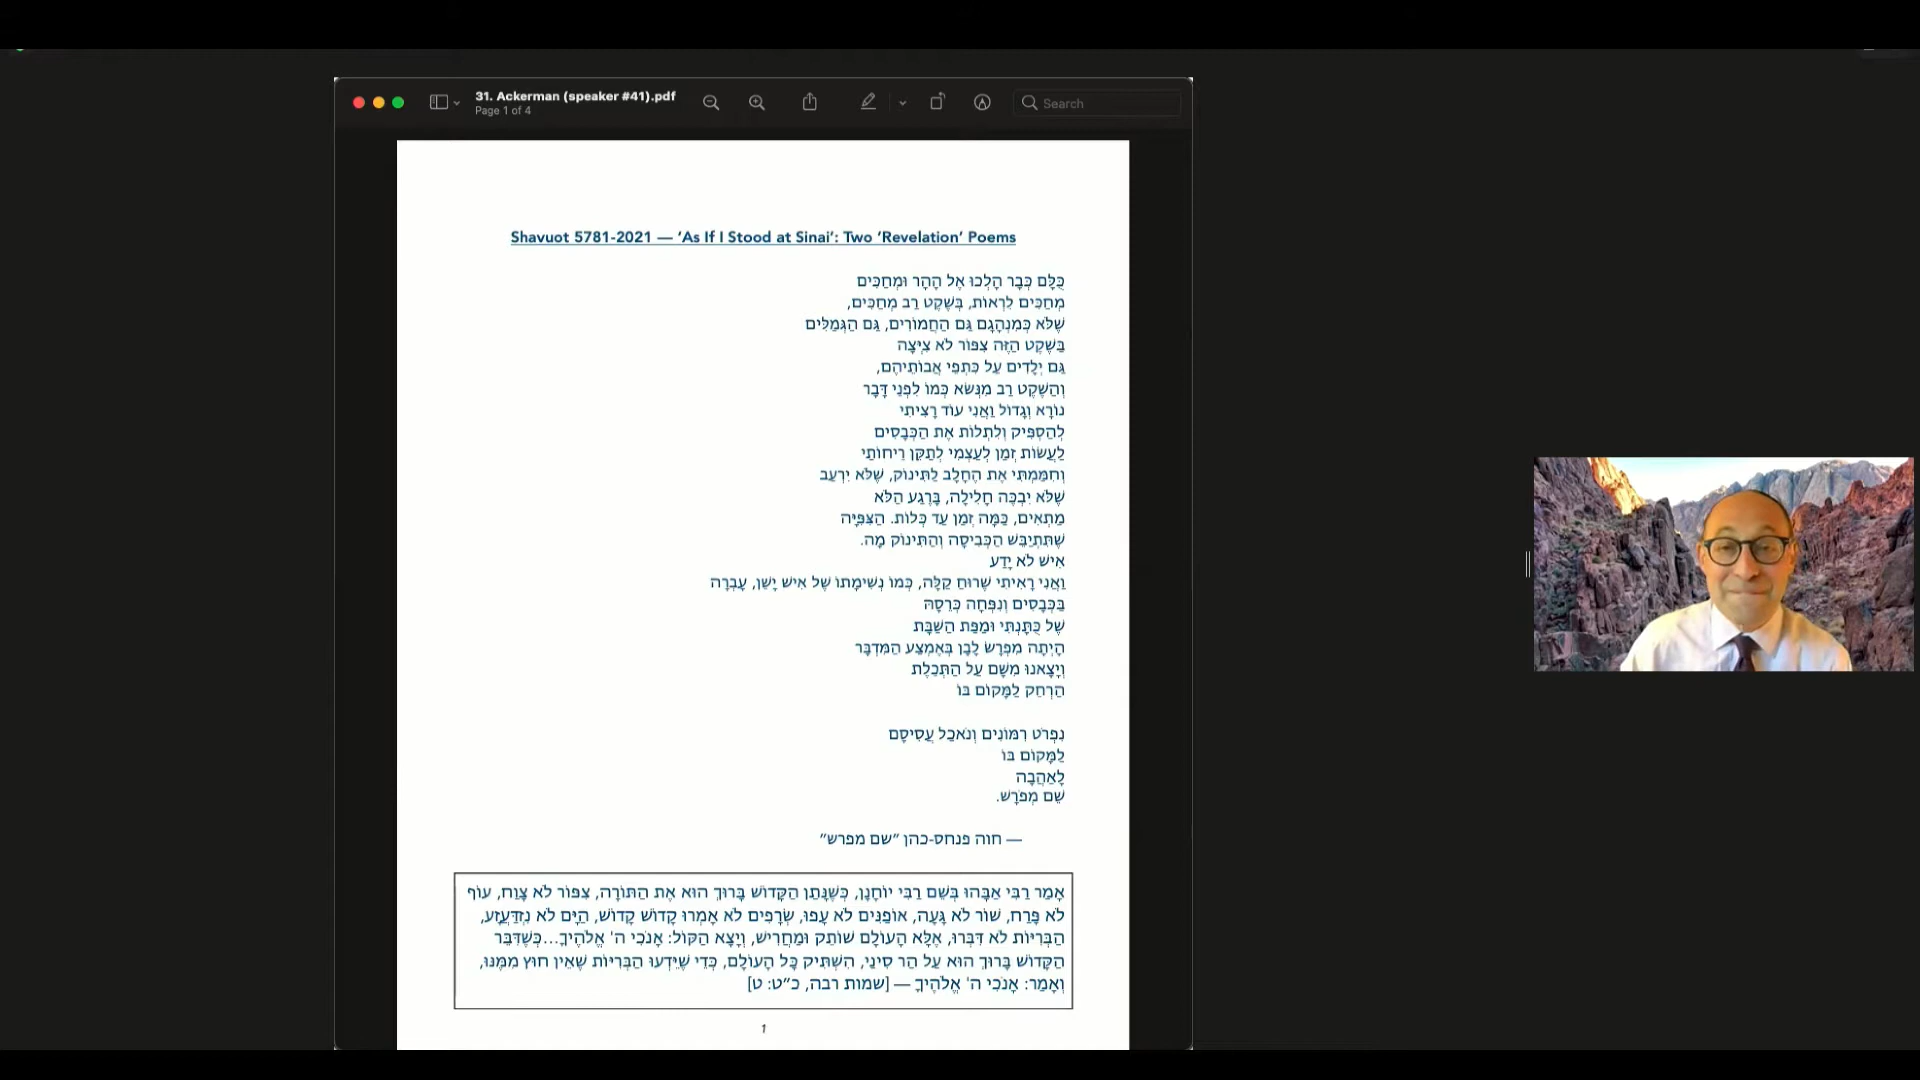 31. Ackerman (speaker #41).pdf
Page 1 of 4
Search
Shavuot 5781-2021 — ‘As If I Stood at Sinai’: Two ‘Revelation’ Poems
כֻּלָּם כְּבָר הָלְכוּ אֶל הָהָר וּמְחַכִּים
מְחַכִּים לִרְאוֹת, בְּשֶׁקֶט רַב מְחַכִּים,
שֶׁלֹּא כְּמִנְהָגָם גַּם הַחֲמוֹרִים, גַּם הַגְּמַלִּים
בַּשֶּׁקֶט הַזֶּה צִפּוֹר לֹא צִיְּצָה
גַּם יְלָדִים עַל כִּתְפֵי אֲבוֹתֵיהֶם,
וְהַשֶּׁקֶט רַב מִנְּשֹׂא כְּמוֹ לִפְנֵי דָּבָר
נוֹרָא וְגָדוֹל וַאֲנִי עוֹד רָצִיתִי
לְהַסְפִּיק וְלִתְלוֹת אֶת הַכְּבָסִים
לַעֲשׂוֹת זְמַן לְעַצְמִי לְתַקֵּן רֵיחוֹתַי
וְחִמַּמְתִּי אֶת הֶחָלָב לַתִּינוֹק, שֶׁלֹּא יִרְעַב
שֶׁלֹּא יִבְכֶּה חָלִילָה, בָּרֶגַע הַלֹּא
מַתְאִים, כַּמָּה זְמַן עַד כְּלוֹת. הַצִּפִּיָּה
שֶׁתִּתְיַבֵּשׁ הַכְּבִיסָה וְהַתִּינוֹק מָה.
אִישׁ לֹא יָדַע
וַאֲנִי רָאִיתִי שֶׁרוּחַ קַלָּה, כְּמוֹ נְשִׁימָתוֹ שֶׁל אִישׁ יָשֵׁן, עָבְרָה
בַּכְּבָסִים וְנִפְּחָה כְּרֵסָהּ
שֶׁל כֻּתָּנְתִּי וּמַפַּת הַשַּׁבָּת
הָיְתָה מִפְרָשׂ לָבָן בְּאֶמְצַע הַמִּדְבָּר
וְיָצָאנוּ מִשָּׁם עַל הַתְּכֵלֶת
הַרְחֵק לַמָּקוֹם בּוֹ
נִפְרֹט רִמּוֹנִים וְנֹאכַל עֲסִיסָם
לַמָּקוֹם בּוֹ
לָאַהֲבָה
שֵׁם מְפֹרָשׁ.
— חוה פנחס-כהן ״שם מפרש״
אָמַר רַבִּי אַבָּהוּ בְּשֵׁם רַבִּי יוֹחָנָן, כְּשֶׁנָּתַן הַקָּדוֹשׁ בָּרוּךְ הוּא אֶת הַתּוֹרָה, צִפּוֹר לֹא צָוַח, עוֹף
לֹא פָּרַח, שׁוֹר לֹא גָּעָה, אוֹפַנִּים לֹא עָפוּ, שְׂרָפִים לֹא אָמְרוּ קָדוֹשׁ קָדוֹשׁ, הַיָּם לֹא נִזְדַּעֲזָע,
הַבְּרִיּוֹת לֹא דִּבְּרוּ, אֶלָּא הָעוֹלָם שׁוֹתֵק וּמַחֲרִישׁ, וְיָצָא הַקּוֹל: אָנֹכִי ה' אֱלֹהֶיךָ...כְּשֶׁדִּבֵּר
הַקָּדוֹשׁ בָּרוּךְ הוּא עַל הַר סִינַי, הִשְׁתִּיק כָּל הָעוֹלָם, כְּדֵי שֶׁיֵּדְעוּ הַבְּרִיּוֹת שֶׁאֵין חוּץ מִמֶּנּוּ,
וְאָמַר: אָנֹכִי ה' אֱלֹהֶיךָ — [שמות רבה, כ״ט: ט]
1